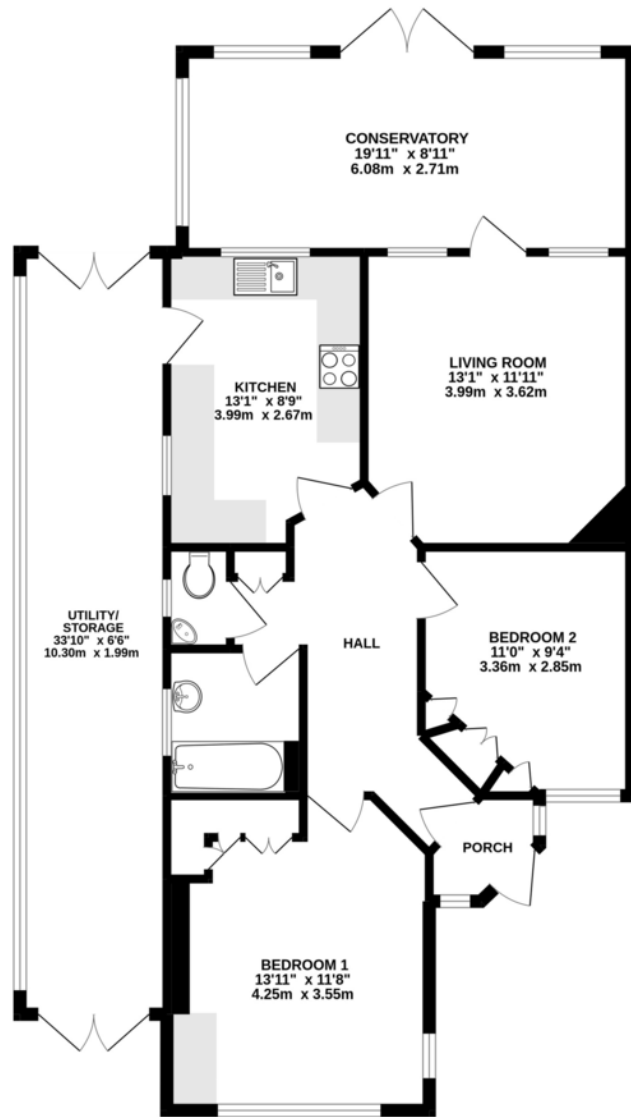 CONSERVATORY
19'11" x 8'11"
6.08m x 2.71m
LIVING ROOM
13'1" x 11'11"
3.99m x 3.62m
KITCHEN
13'1" x 8'9"
3.99m x 2.67m
UTILITY/
STORAGE
33'10" x 6'6"
10.30m x 1.99m
HALL
BEDROOM 2
11'0" x 9'4"
3.36m x 2.85m
PORCH
BEDROOM 1
13'11" x 11'8"
4.25m x 3.55m